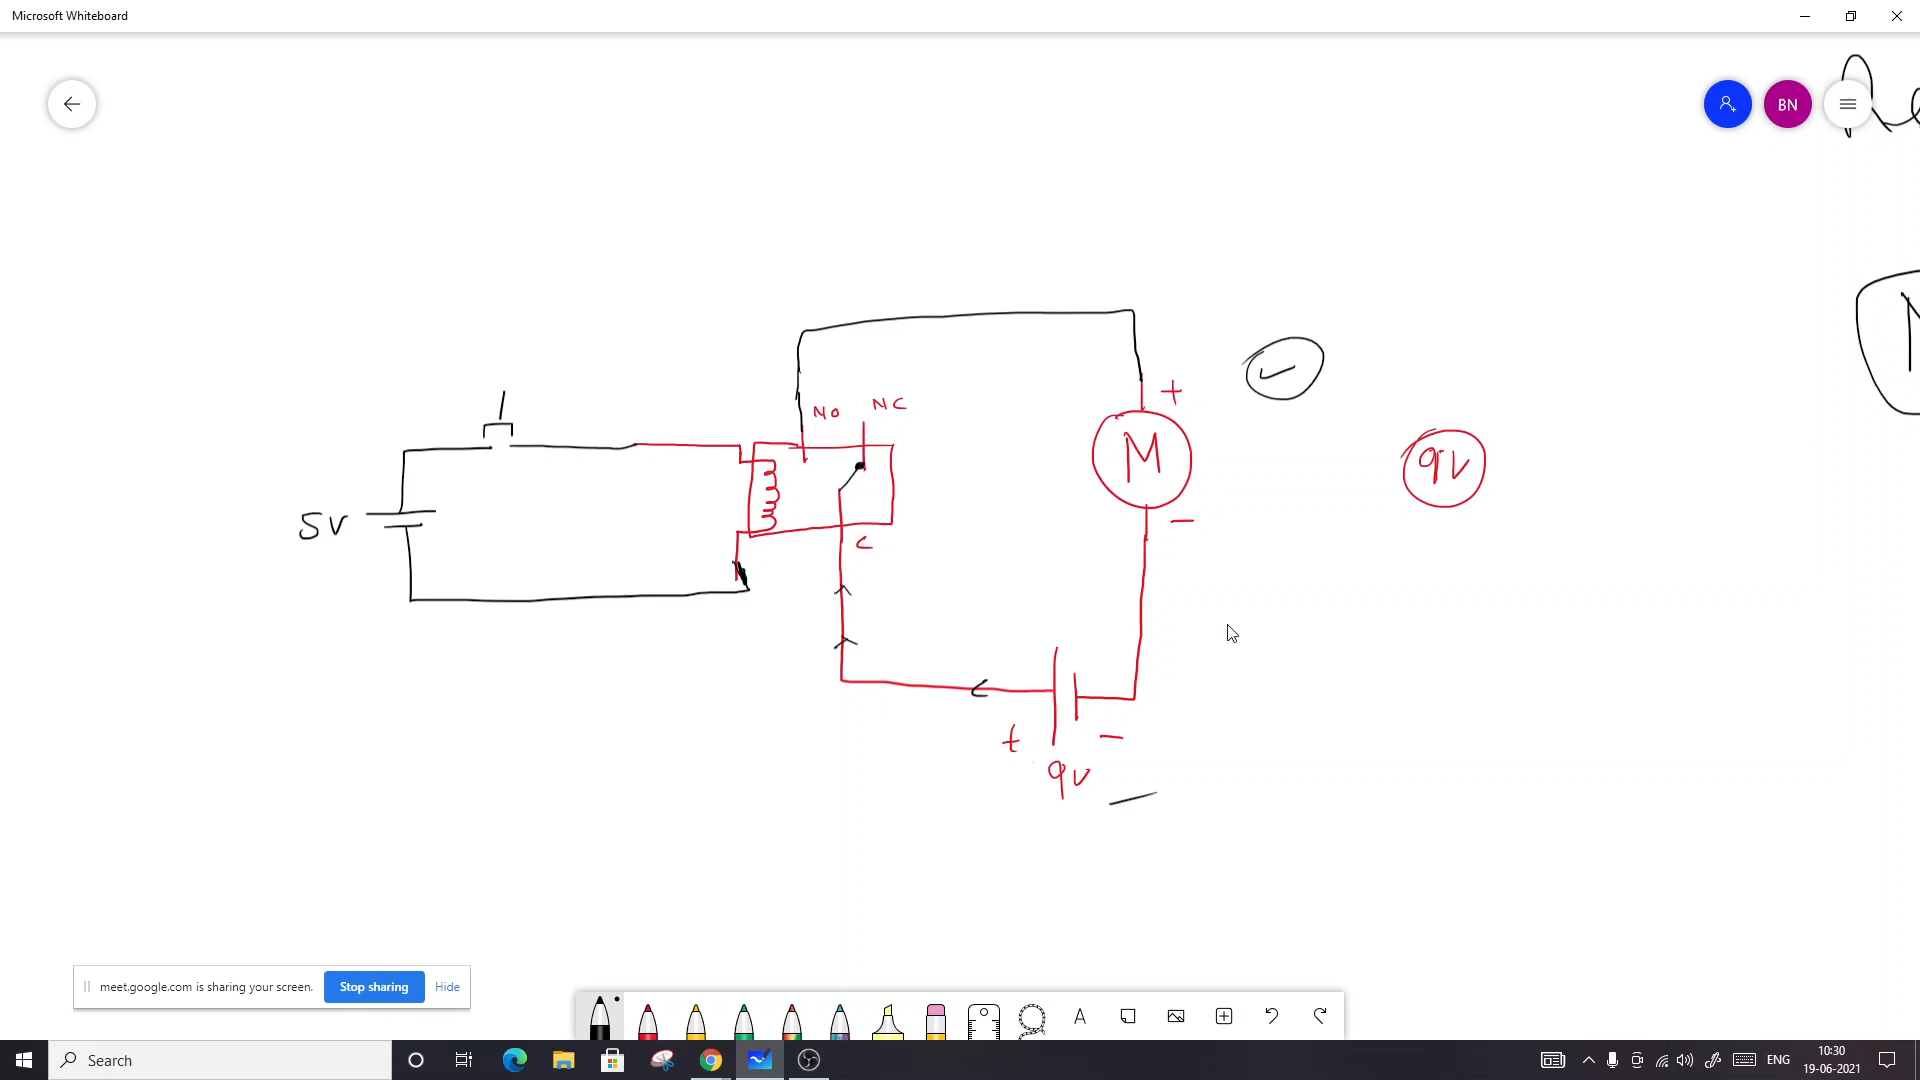 Microsoft Whiteboard
BN
NO
NC
+
M
9V
5V
C
-
+
-
9V
meet.google.com is sharing your screen.
Stop sharing
Hide
A
Search
ENG
10:30
19-06-2021